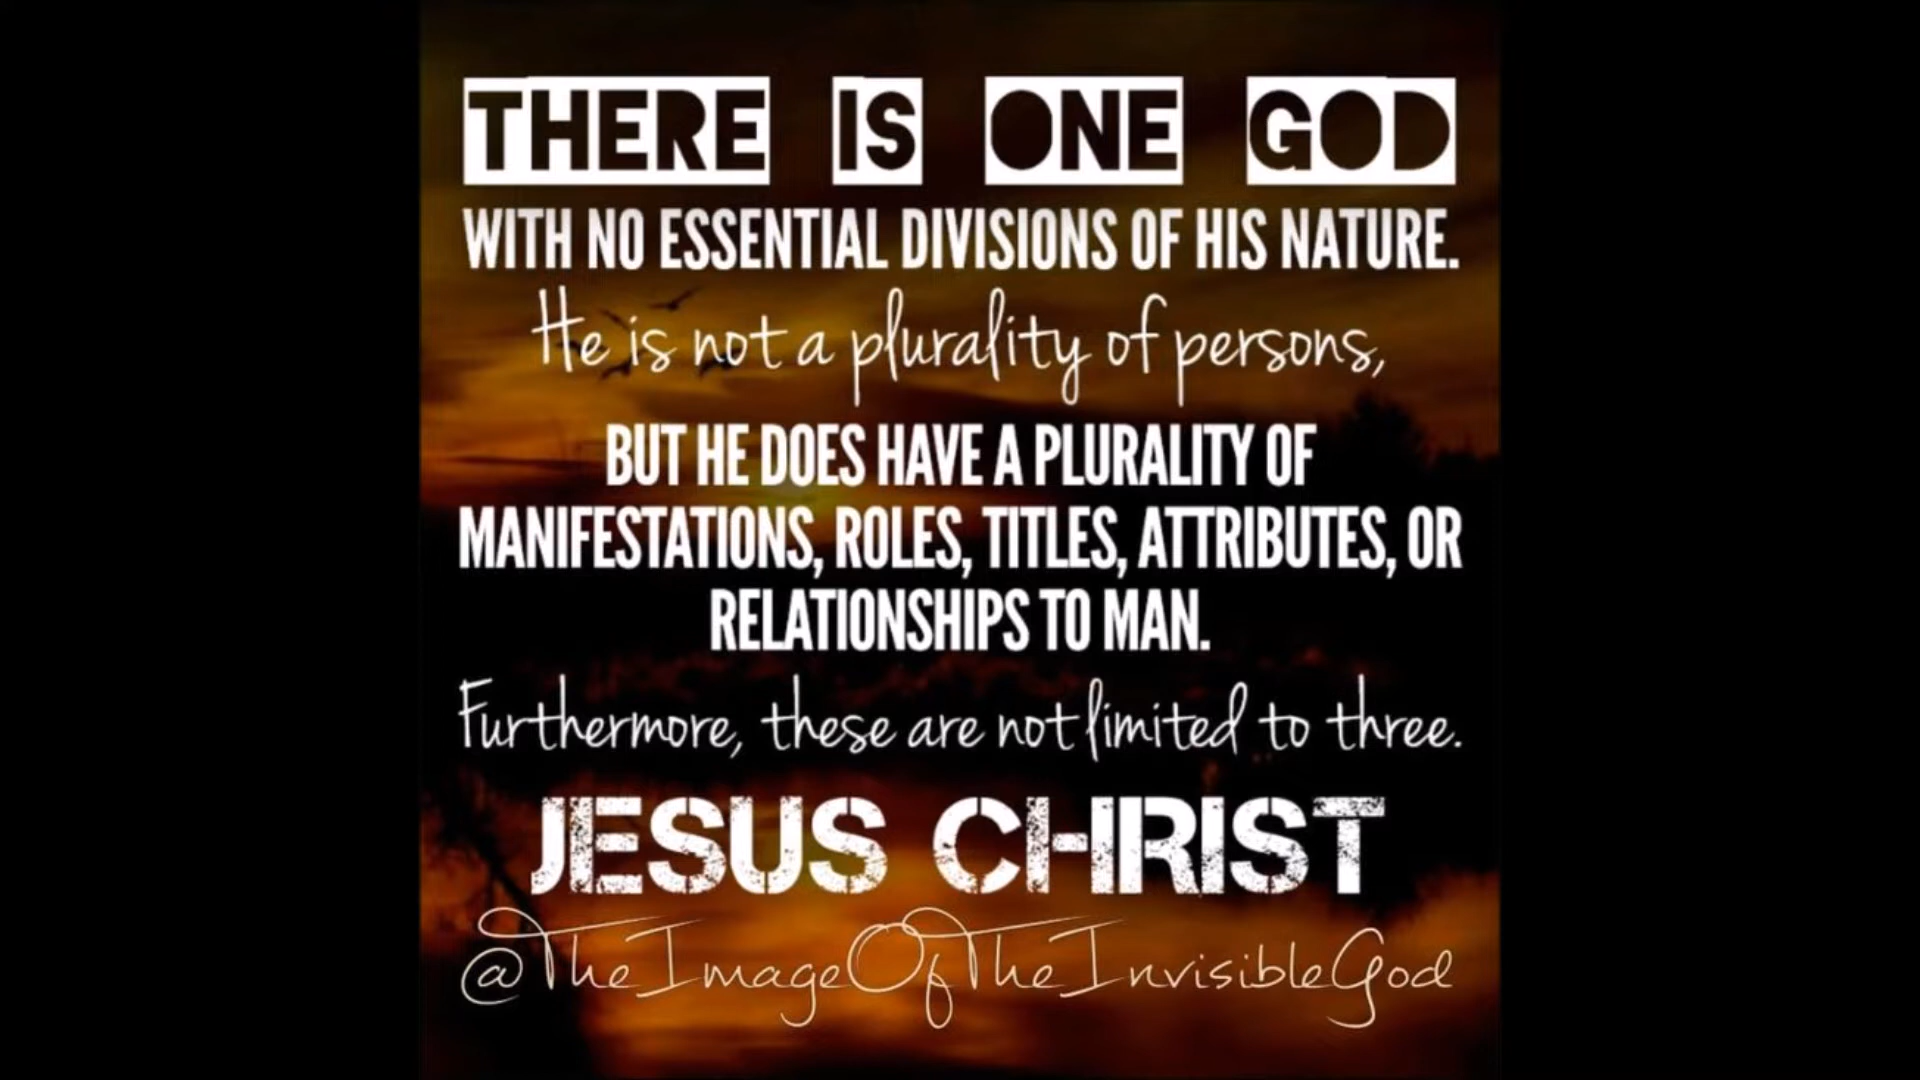 THERE IS ONE GOD
WITH NO ESSENTIAL DIVISIONS OF HIS NATURE.
He is not a plurality of persons,
BUT HE DOES HAVE A PLURALITY OF
MANIFESTATIONS, ROLES, TITLES, ATTRIBUTES, OR
RELATIONSHIPS TO MAN.
Furthermore, these are not limited to three.
JESUS CHRIST
@TheImageOfTheInvisibleGod